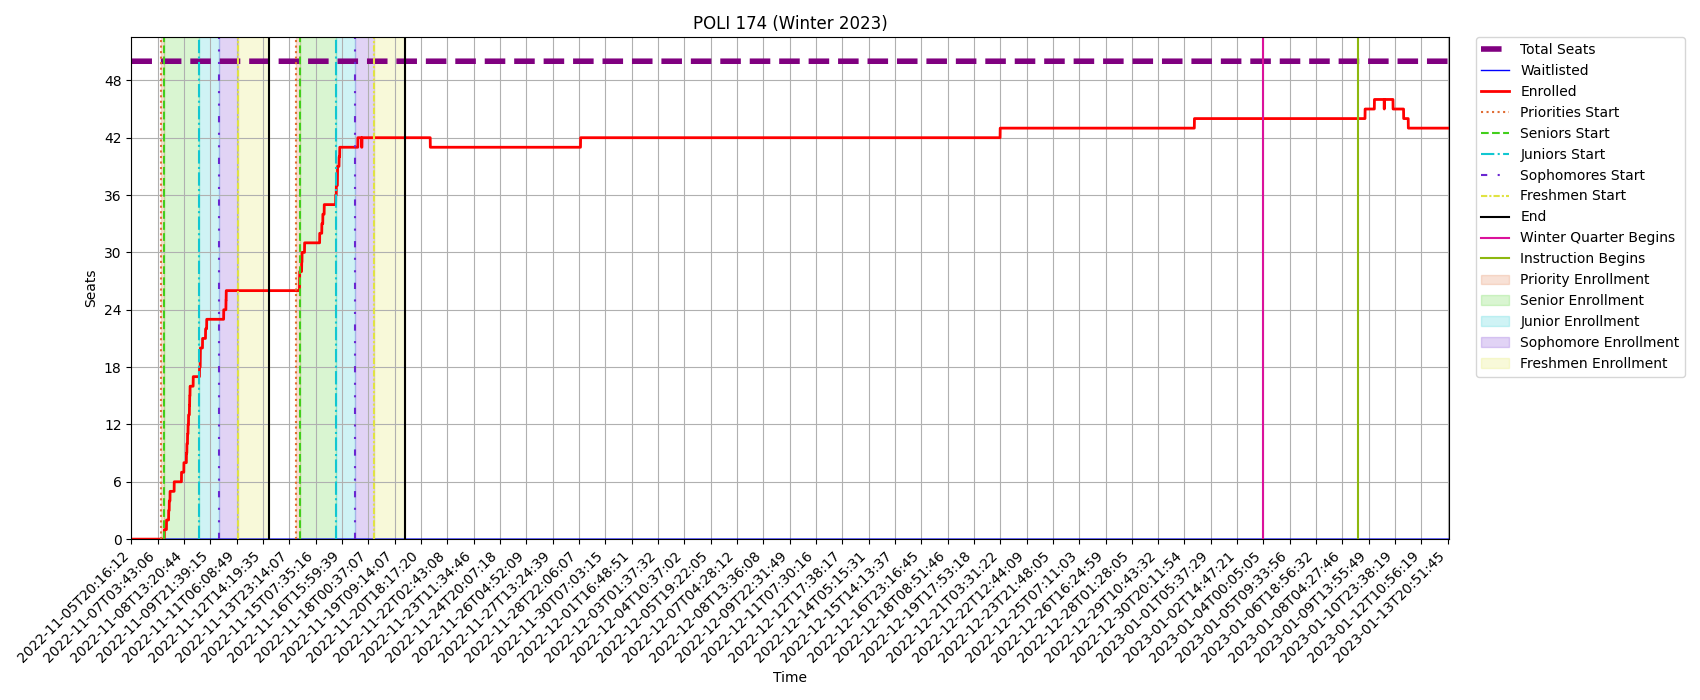 POLI 174 (Winter 2023)
Total Seats
Waitlisted
Enrolled
Priorities Start
Seniors Start
Juniors Start
Sophomores Start
Freshmen Start
End
Winter Quarter Begins
Instruction Begins
Priority Enrollment
Senior Enrollment
Junior Enrollment
Sophomore Enrollment
Freshmen Enrollment
Seats
48
42
36
30
24
18
12
6
0
2022-11-05T20:16:12
2022-11-07T03:43:06
2022-11-08T13:20:44
2022-11-09T21:39:15
2022-11-11T06:08:49
2022-11-12T14:19:35
2022-11-13T23:14:07
2022-11-15T07:35:16
2022-11-16T15:59:39
2022-11-18T00:37:07
2022-11-19T09:14:07
2022-11-20T18:17:20
2022-11-22T02:43:08
2022-11-23T11:34:46
2022-11-24T20:07:18
2022-11-26T04:52:09
2022-11-27T13:24:39
2022-11-28T22:06:07
2022-11-30T07:03:15
2022-12-01T16:48:51
2022-12-03T01:37:32
2022-12-04T10:37:02
2022-12-05T19:22:05
2022-12-07T04:28:12
2022-12-08T13:36:08
2022-12-09T22:31:49
2022-12-11T07:30:16
2022-12-12T17:38:17
2022-12-14T05:15:31
2022-12-15T14:13:37
2022-12-16T23:16:45
2022-12-18T08:51:46
2022-12-19T17:53:18
2022-12-21T03:31:22
2022-12-22T12:44:09
2022-12-23T21:48:05
2022-12-25T07:11:03
2022-12-26T16:24:59
2022-12-28T01:28:05
2022-12-29T10:43:32
2022-12-30T20:11:54
2023-01-01T05:37:29
2023-01-02T14:47:21
2023-01-04T00:05:05
2023-01-05T09:33:56
2023-01-06T18:56:32
2023-01-08T04:27:46
2023-01-09T13:55:49
2023-01-10T23:38:19
2023-01-12T10:56:19
2023-01-13T20:51:45
Time